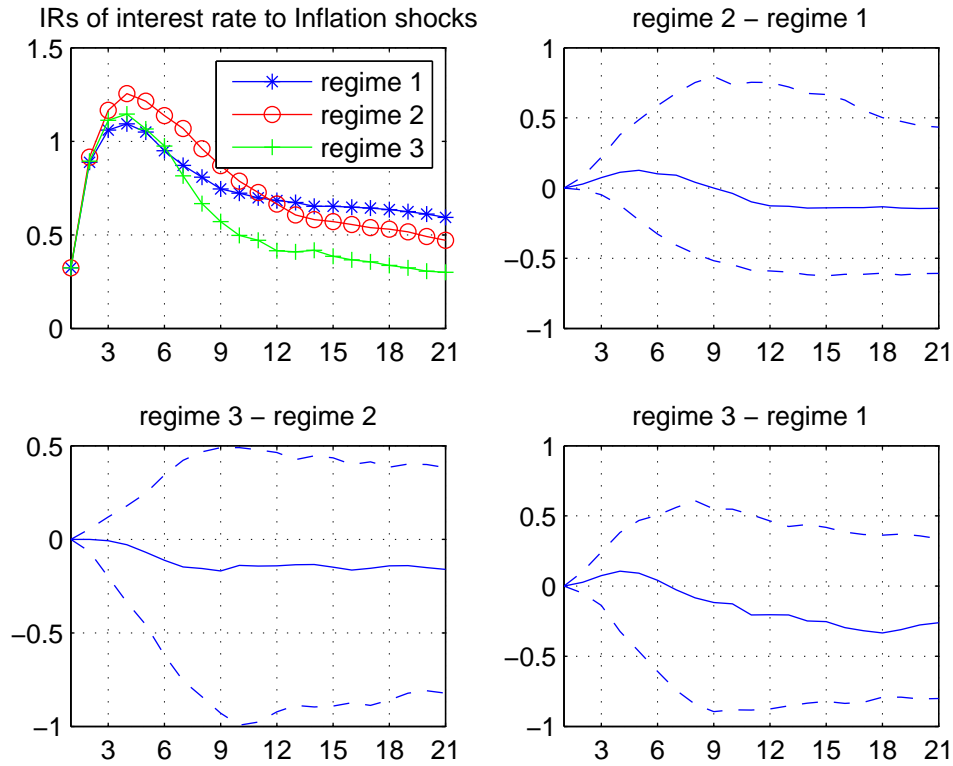 IRs of interest rate to Inflation shocks
1.5
1
0.5
0
3 6 9 12 15 18 21
regime 1
regime 2
regime 3
regime 2 − regime 1
1
0.5
0
−0.5
−1
3 6 9 12 15 18 21
regime 3 − regime 2
0.5
0
−0.5
−1
3 6 9 12 15 18 21
regime 3 − regime 1
1
0.5
0
−0.5
−1
3 6 9 12 15 18 21